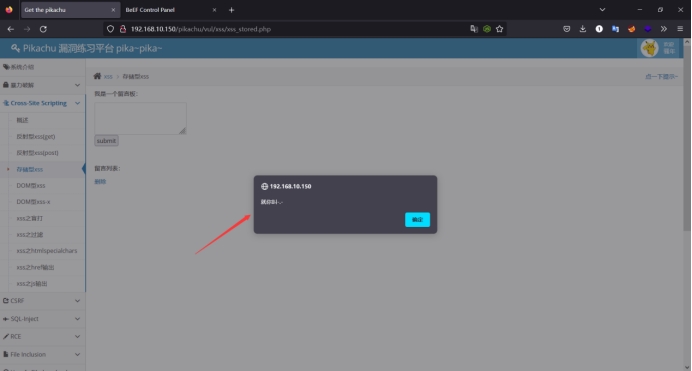 Get the pikachu
BeEF Control Panel
192.168.10.150/pikachu/vul/xss/xss_stored.php
Pikachu 漏洞练习平台 pika~pika~
系统介绍
暴力破解
Cross-Site Scripting
概述
反射型xss(get)
反射型xss(post)
存储型xss
DOM型xss
DOM型xss-x
xss之盲打
xss之过滤
xss之htmlspecialchars
xss之href输出
xss之js输出
CSRF
SQL-Inject
RCE
File Inclusion
xss
存储型xss
点一下提示~
我是一个留言板：
submit
留言列表：
删除
192.168.10.150
确定